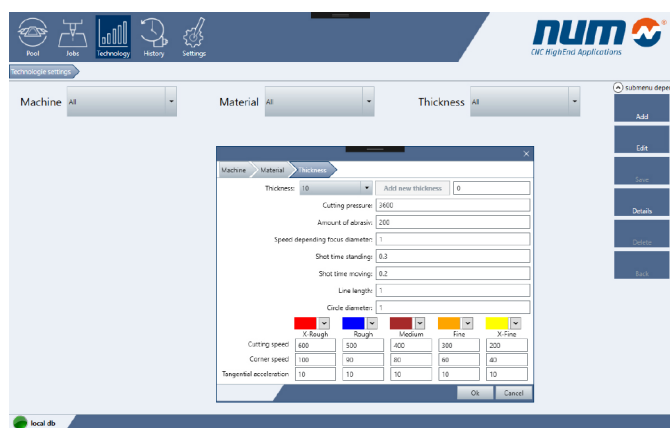 Pool Jobs Technology History Settings
num
CNC HighEnd Applications
Technologie settings
submenu depe
Machine All Material All Thickness All
Add
Edit
Save
Details
Delete
Back
Machine Material Thickness
Thickness: 10 Add new thickness 0
Cutting pressure: 3600
Amount of abrasiv: 200
Speed depending focus diameter: 1
Shot time standing: 0.3
Shot time moving: 0.2
Line length: 1
Circle diameter: 1
X-Rough Rough Medium Fine X-Fine
Cutting speed 600 500 400 300 200
Corner speed 100 90 80 60 40
Tangential acceleration 10 10 10 10 10
Ok Cancel
local db